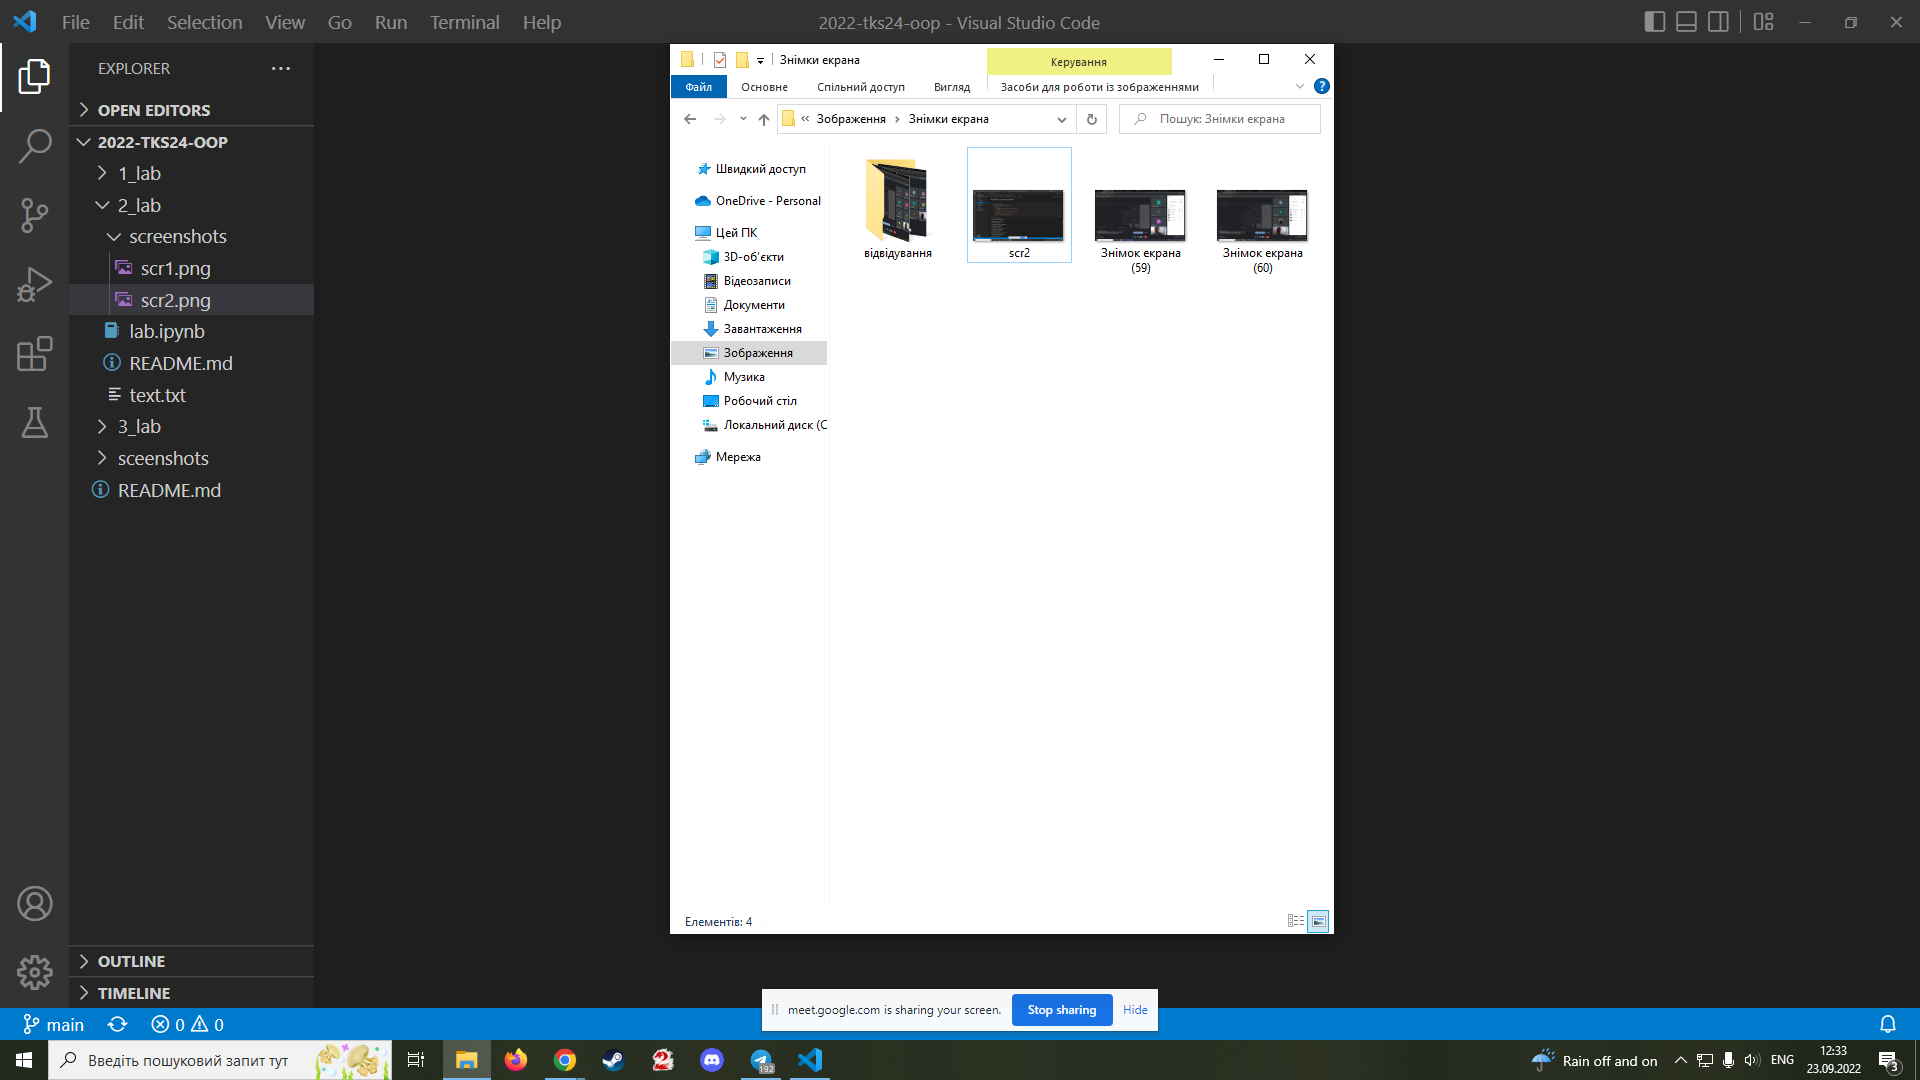 File Edit Selection View Go Run Terminal Help
2022-tks24-oop - Visual Studio Code
EXPLORER
OPEN EDITORS
2022-TKS24-OOP
1_lab
2_lab
screenshots
scr1.png
scr2.png
lab.ipynb
README.md
text.txt
3_lab
sceenshots
README.md
OUTLINE
TIMELINE
Знімки екрана
Керування
Файл Основне Спільний доступ Вигляд Засоби для роботи із зображеннями
Зображення Знімки екрана
Пошук: Знімки екрана
Швидкий доступ
OneDrive - Personal
Цей ПК
3D-об’єкти
Відеозаписи
Документи
Завантаження
Зображення
Музика
Робочий стіл
Локальний диск (C
Мережа
відвідування
scr2
Знімок екрана
(59)
Знімок екрана
(60)
Елементів: 4
meet.google.com is sharing your screen. Stop sharing Hide
main 0 0
Введіть пошуковий запит тут
192
Rain off and on
ENG
12:33
23.09.2022
3